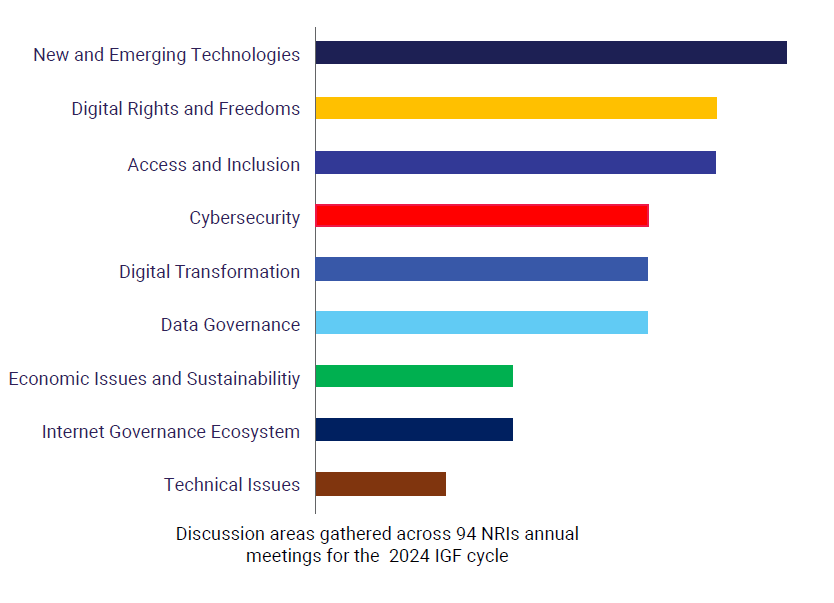 New and Emerging Technologies
Digital Rights and Freedoms
Access and Inclusion
Cybersecurity
Digital Transformation
Data Governance
Economic Issues and Sustainabilitiy
Internet Governance Ecosystem
Technical Issues
Discussion areas gathered across 94 NRIs annual
meetings for the 2024 IGF cycle